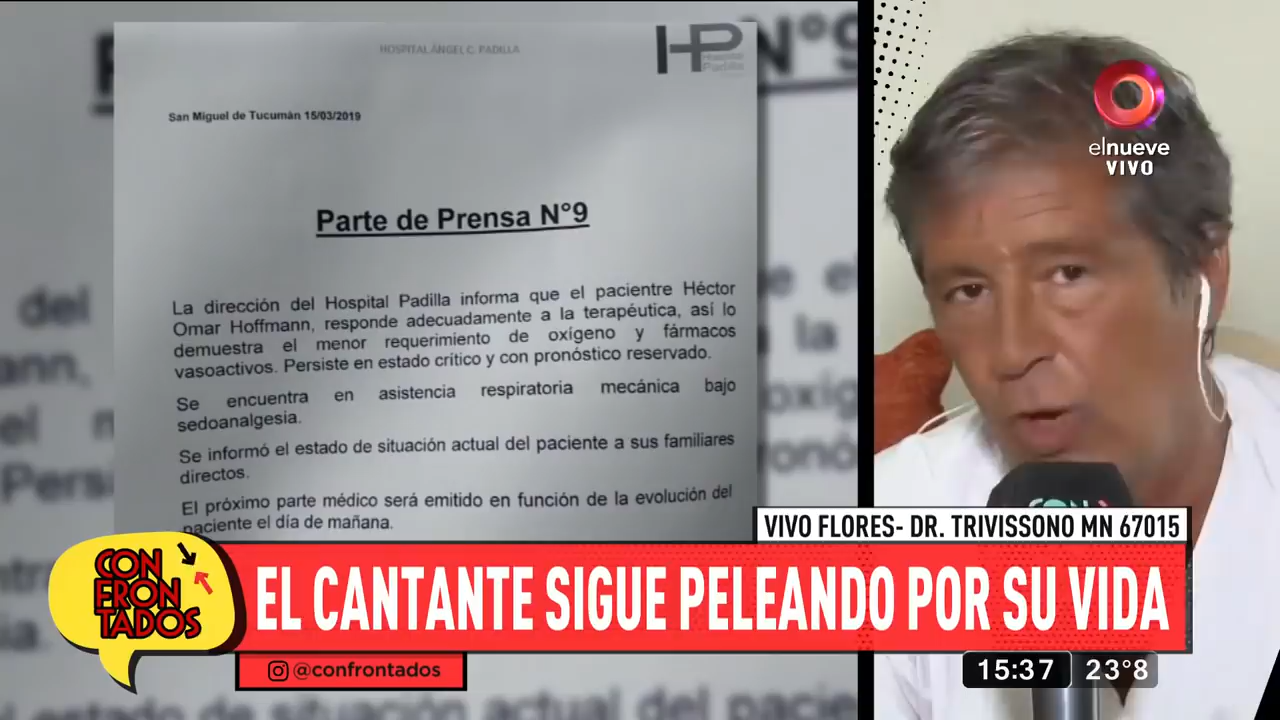 HOSPITAL ÁNGEL C. PADILLA
HP
Hospital
Padilla
San Miguel de Tucumán 15/03/2019
Parte de Prensa N°9
La dirección del Hospital Padilla informa que el pacientre Héctor
Omar Hoffmann, responde adecuadamente a la terapéutica, así lo
demuestra el menor requerimiento de oxígeno y fármacos
vasoactivos. Persiste en estado crítico y con pronóstico reservado.
Se encuentra en asistencia respiratoria mecánica bajo
sedoanalgesia.
Se informó el estado de situación actual del paciente a sus familiares
directos.
El próximo parte médico será emitido en función de la evolución del
paciente el día de mañana.
N°9
elnueve
VIVO
VIVO FLORES- DR. TRIVISSONO MN 67015
CON
FRON
TADOS
EL CANTANTE SIGUE PELEANDO POR SU VIDA
@confrontados
15:37 23°8